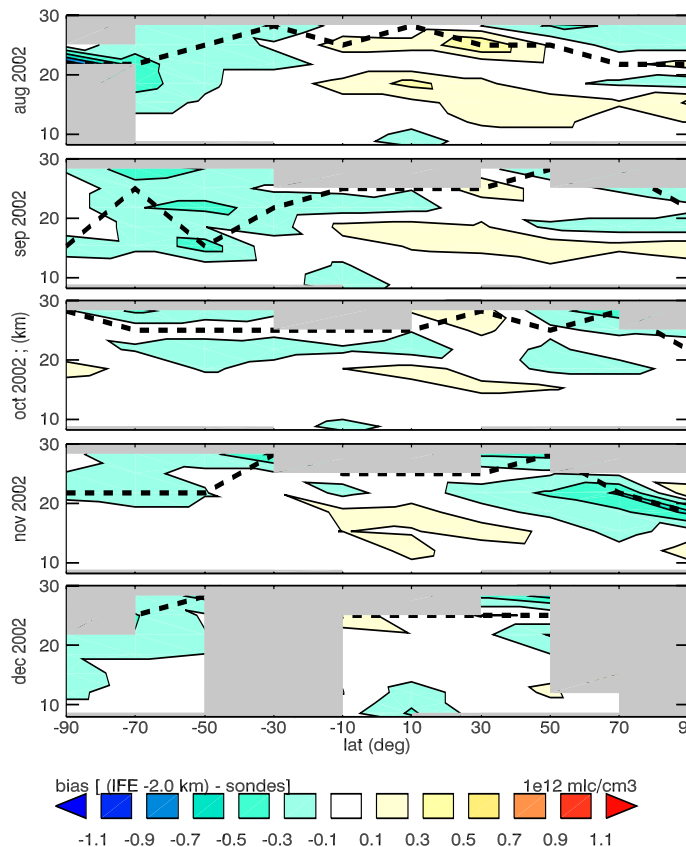 30
20
10
aug 2002
30
20
10
sep 2002
30
20
10
oct 2002 ; (km)
30
20
10
nov 2002
30
20
10
dec 2002
-90 -70 -50 -30 -10 10 30 50 70 90
lat (deg)
bias [ (IFE -2.0 km) - sondes] 1e12 mlc/cm3
-1.1 -0.9 -0.7 -0.5 -0.3 -0.1 0.1 0.3 0.5 0.7 0.9 1.1